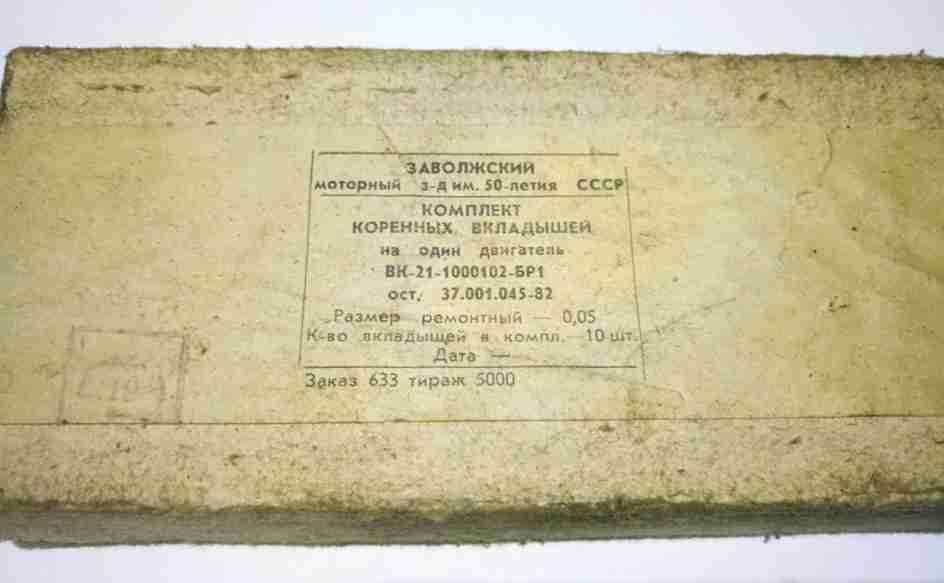 ЗАВОЛЖСКИЙ
моторный з-д им. 50-летия СССР
КОМПЛЕКТ
КОРЕННЫХ ВКЛАДЫШЕЙ
на один двигатель
ВК-21-1000102-БР1
ост. 37.001.045-82
Размер ремонтный — 0,05
К-во вкладышей в компл. — 10 шт.
Дата —
Заказ 633 тираж 5000